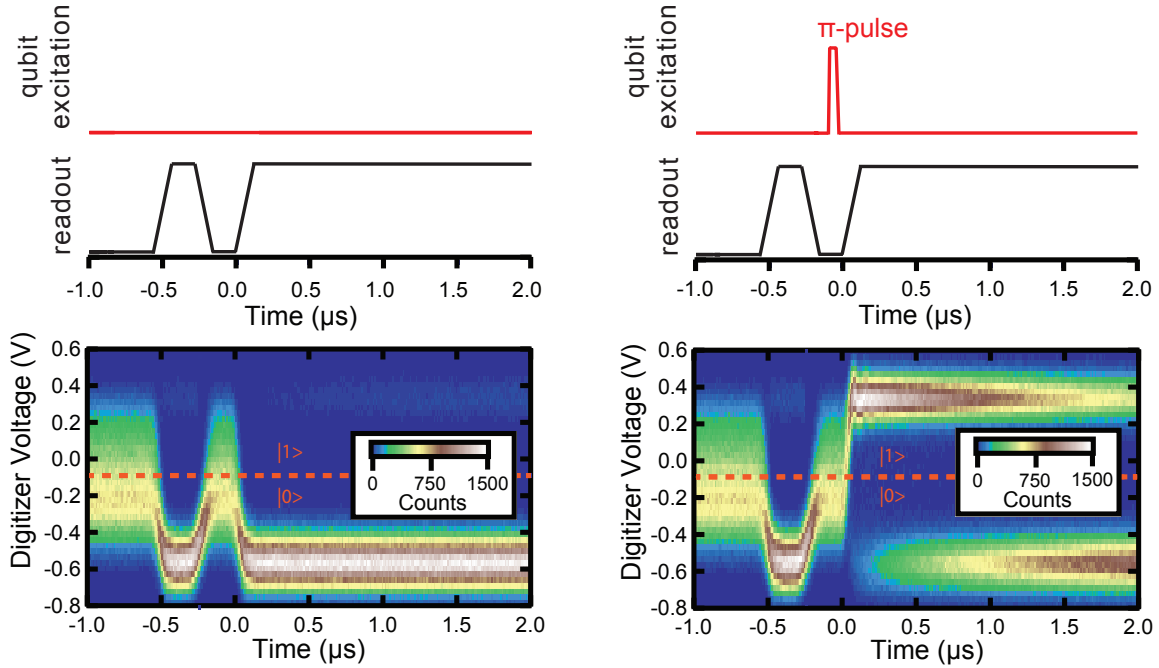 qubit
excitation
readout
-1.0 -0.5 0.0 0.5 1.0 1.5 2.0
Time (µs)
π-pulse
qubit
excitation
readout
-1.0 -0.5 0.0 0.5 1.0 1.5 2.0
Time (µs)
Digitizer Voltage (V)
0.6
0.4
0.2
0.0
-0.2
-0.4
-0.6
-0.8
|1>
|0>
0 750 1500
Counts
-1.0 -0.5 0.0 0.5 1.0 1.5 2.0
Time (µs)
Digitizer Voltage (V)
0.6
0.4
0.2
0.0
-0.2
-0.4
-0.6
-0.8
|1>
|0>
0 750 1500
Counts
-1.0 -0.5 0.0 0.5 1.0 1.5 2.0
Time (µs)